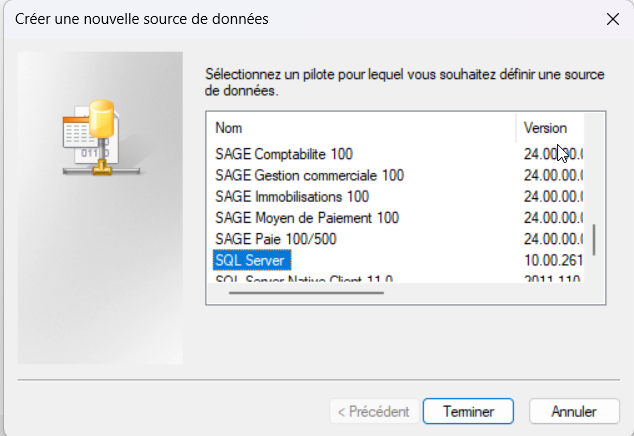 Créer une nouvelle source de données
Sélectionnez un pilote pour lequel vous souhaitez définir une source
de données.
Nom Version
SAGE Comptabilite 100 24.00.00.0
SAGE Gestion commerciale 100 24.00.00.0
SAGE Immobilisations 100 24.00.00.0
SAGE Moyen de Paiement 100 24.00.00.0
SAGE Paie 100/500 24.00.00.0
SQL Server 10.00.261
SQL Server Native Client 11.0 2011.110
< Précédent Terminer Annuler